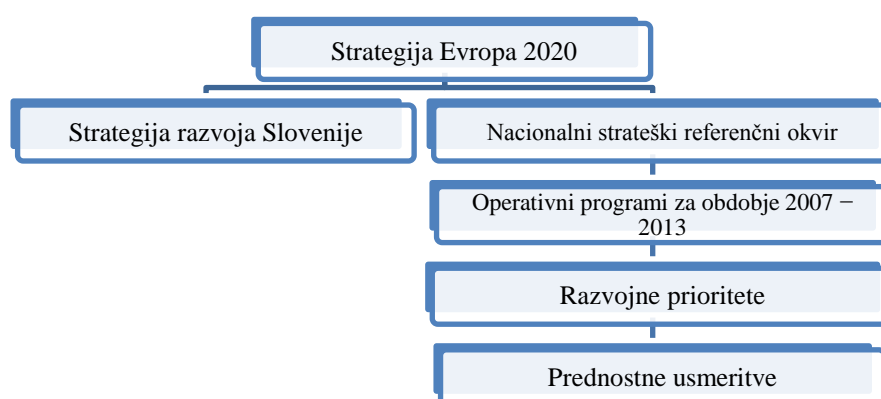 Strategija Evropa 2020
Strategija razvoja Slovenije
Nacionalni strateški referenčni okvir
Operativni programi za obdobje 2007 −
2013
Razvojne prioritete
Prednostne usmeritve